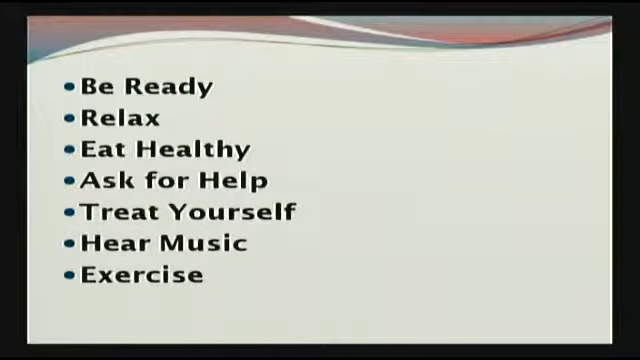 •Be Ready
•Relax
•Eat Healthy
•Ask for Help
•Treat Yourself
•Hear Music
•Exercise